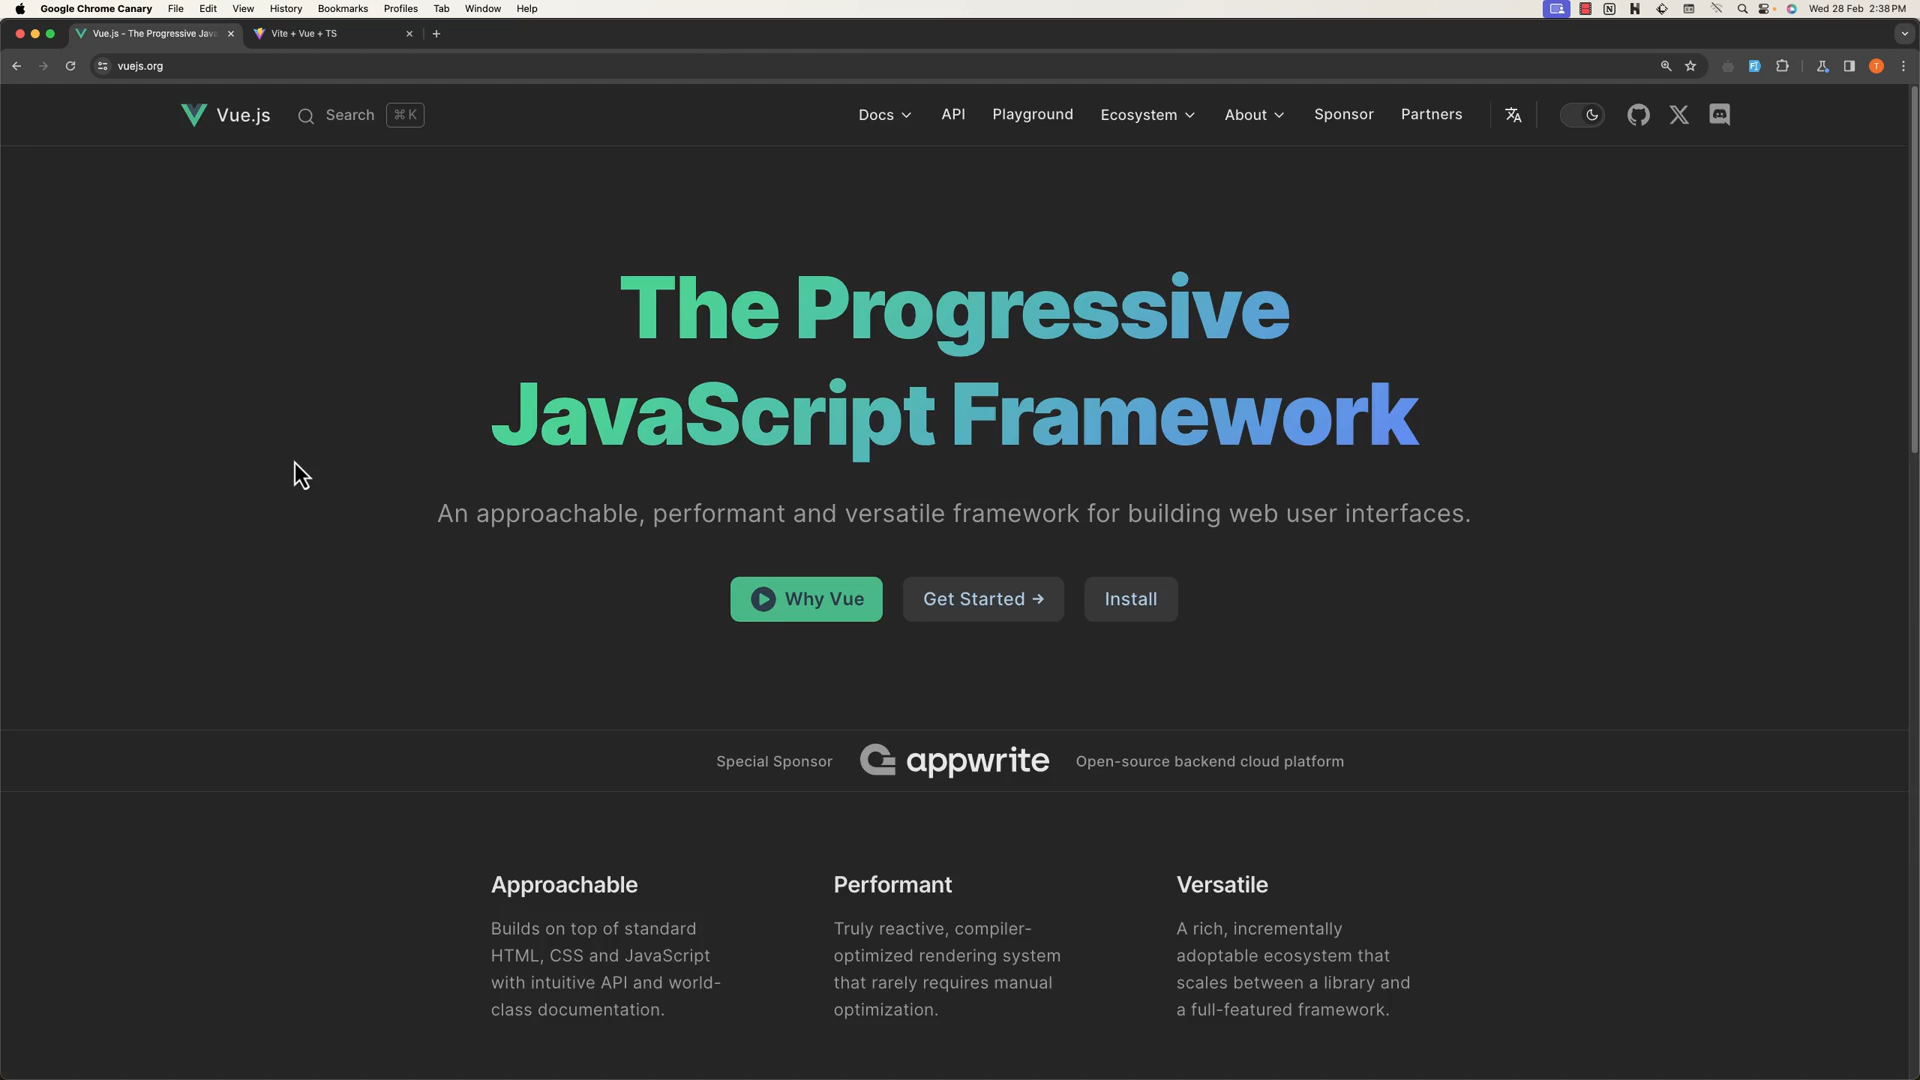 Google Chrome Canary File Edit View History Bookmarks Profiles Tab Window Help Wed 28 Feb 2:38 PM
Vue.js - The Progressive Java Vite + Vue + TS
vuejs.org
Vue.js Search ⌘ K Docs API Playground Ecosystem About Sponsor Partners
The Progressive
JavaScript Framework
An approachable, performant and versatile framework for building web user interfaces.
Why Vue Get Started → Install
Special Sponsor appwrite Open-source backend cloud platform
Approachable
Builds on top of standard
HTML, CSS and JavaScript
with intuitive API and world-
class documentation.
Performant
Truly reactive, compiler-
optimized rendering system
that rarely requires manual
optimization.
Versatile
A rich, incrementally
adoptable ecosystem that
scales between a library and
a full-featured framework.